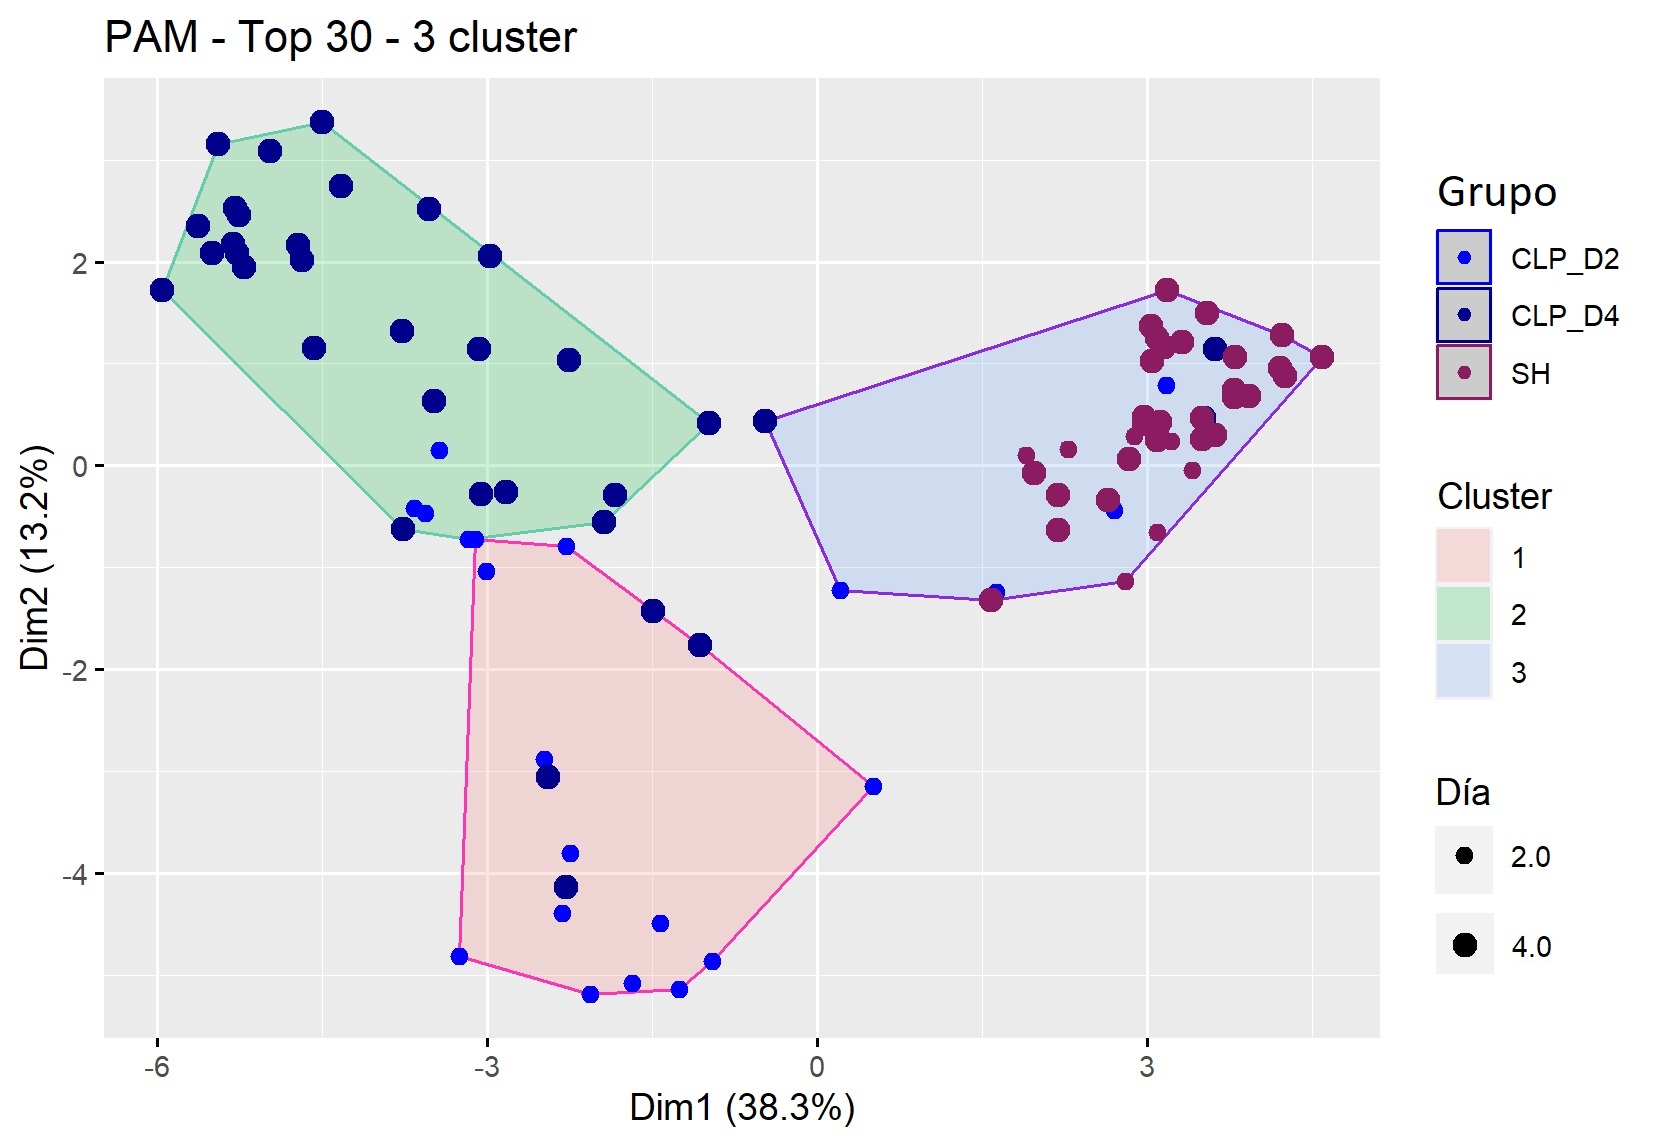 PAM - Top 30 - 3 cluster
Dim2 (13.2%)
2
0
-2
-4
-6
-3
0
3
Dim1 (38.3%)
Grupo
CLP_D2
CLP_D4
SH
Cluster
1
2
3
Día
2.0
4.0